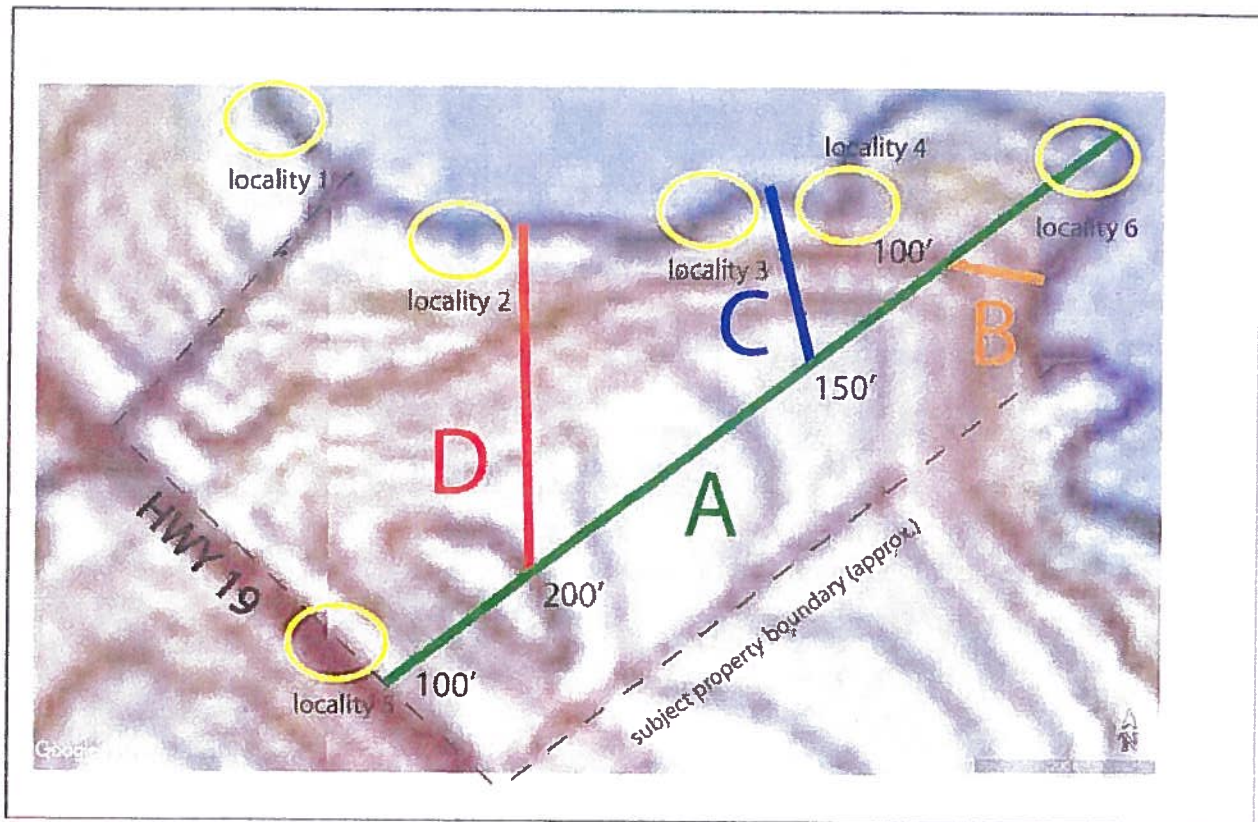 locality 1
locality 4
locality 6
locality 3
100'
locality 2
C
B
150'
D
A
HWY 19
200'
subject property boundary (approx.)
100'
locality 5
Google
N